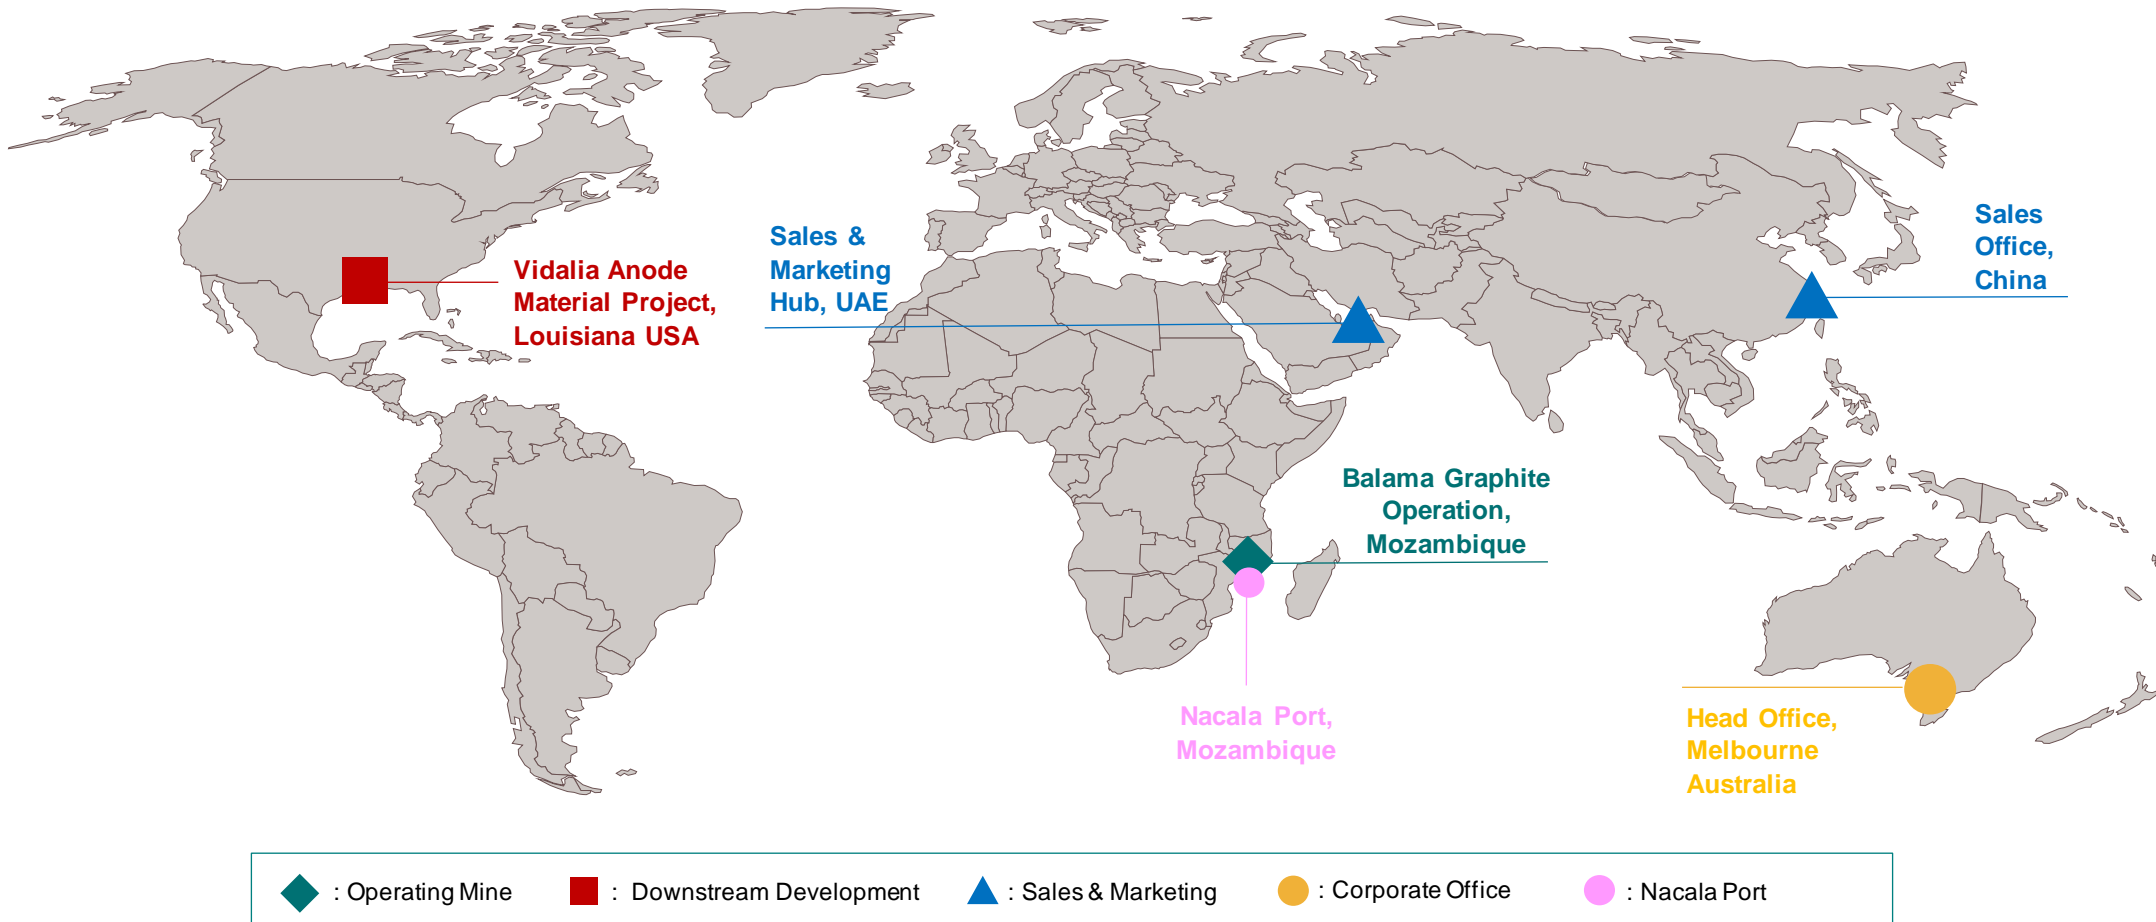 Sales &
Marketing
Hub, UAE
Sales
Office,
China
Vidalia Anode
Material Project,
Louisiana USA
Balama Graphite
Operation,
Mozambique
Nacala Port,
Mozambique
Head Office,
Melbourne
Australia
: Operating Mine
: Downstream Development
: Sales & Marketing
: Corporate Office
: Nacala Port